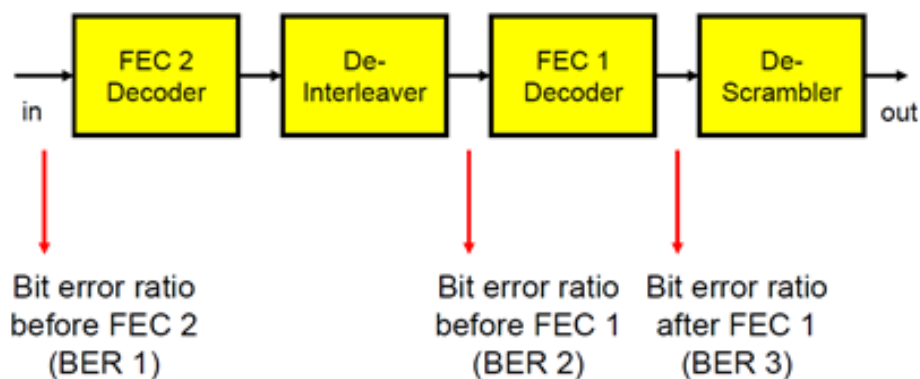 FEC 2
Decoder
De-
Interleaver
FEC 1
Decoder
De-
Scrambler
in
out
Bit error ratio
before FEC 2
(BER 1)
Bit error ratio
before FEC 1
(BER 2)
Bit error ratio
after FEC 1
(BER 3)